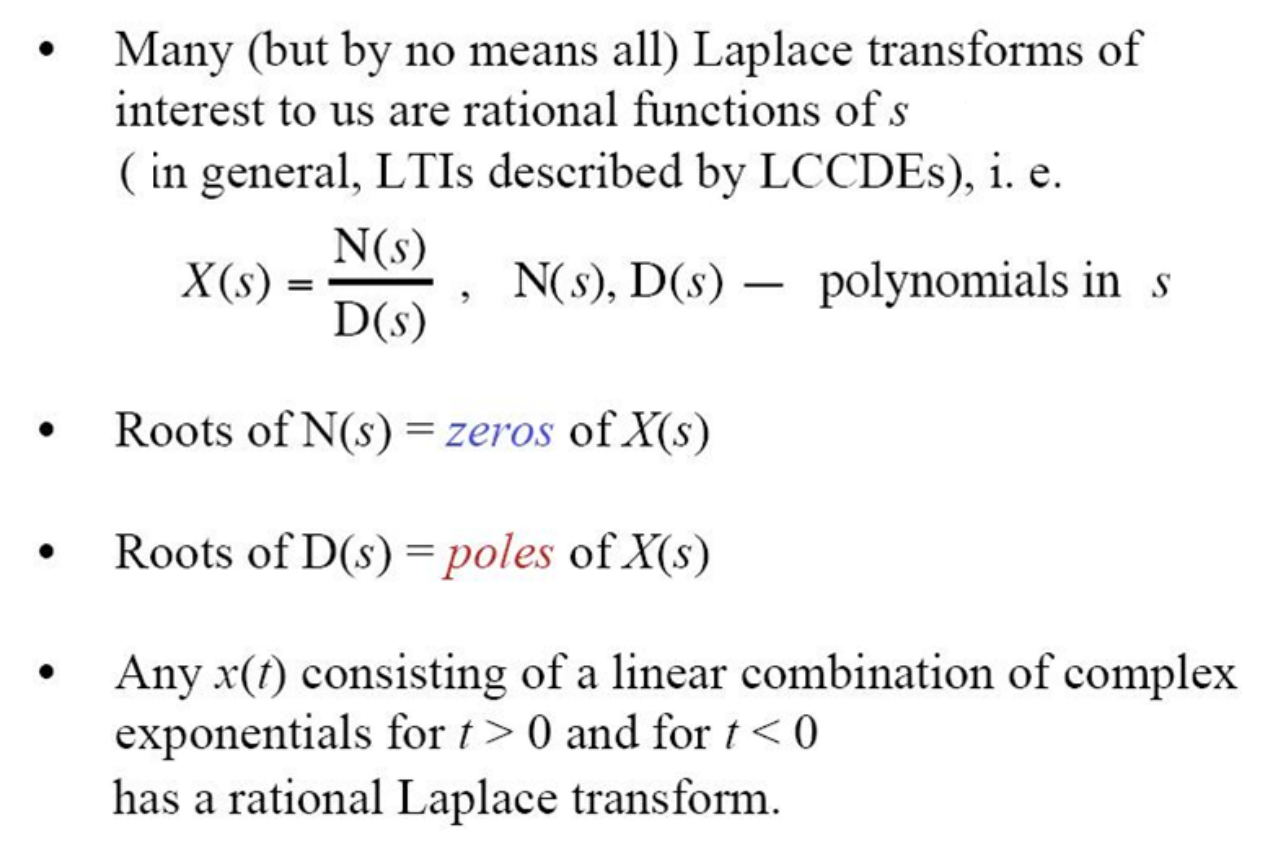 • Many (but by no means all) Laplace transforms of
interest to us are rational functions of s
( in general, LTIs described by LCCDEs), i. e.
X(s) = N(s)/D(s) , N(s), D(s) — polynomials in s
• Roots of N(s) = zeros of X(s)
• Roots of D(s) = poles of X(s)
• Any x(t) consisting of a linear combination of complex
exponentials for t > 0 and for t < 0
has a rational Laplace transform.